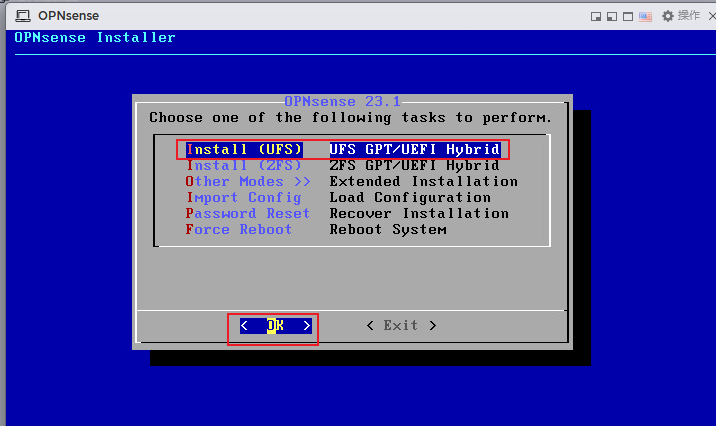 OPNsense 操作
OPNsense Installer
OPNsense 23.1
Choose one of the following tasks to perform.
Install (UFS) UFS GPT/UEFI Hybrid
Install (ZFS) ZFS GPT/UEFI Hybrid
Other Modes >> Extended Installation
Import Config Load Configuration
Password Reset Recover Installation
Force Reboot Reboot System
< OK > < Exit >